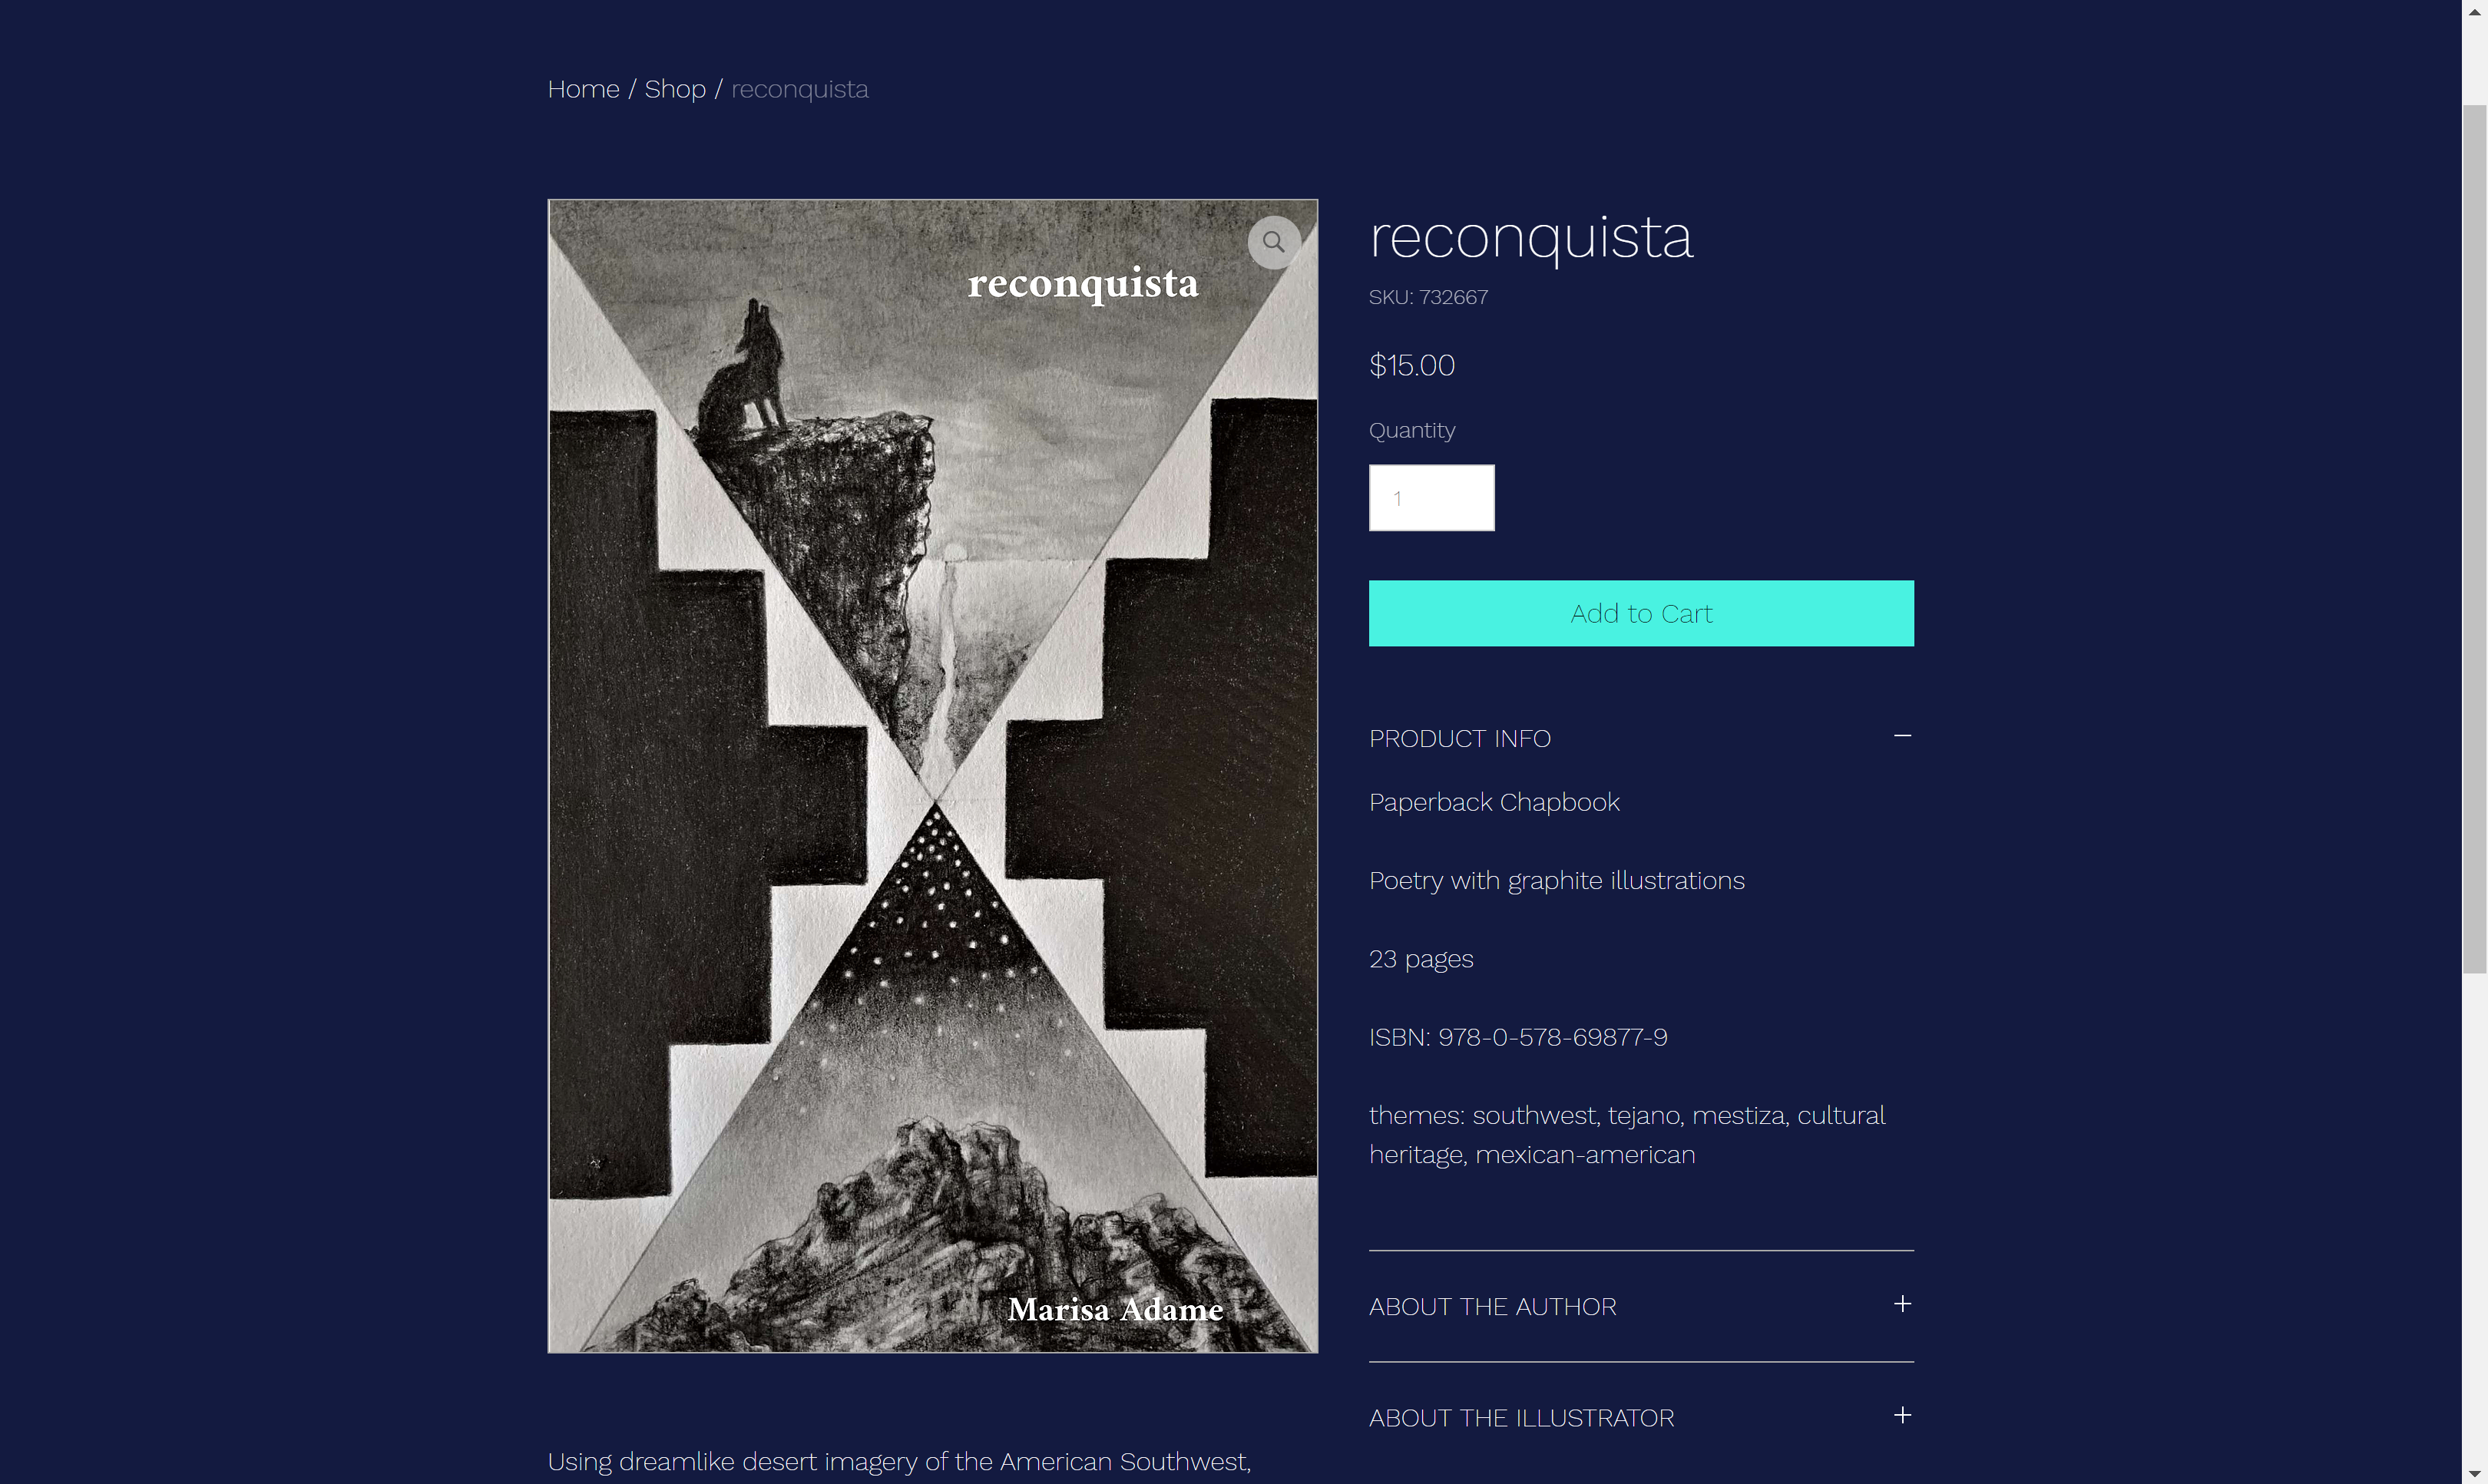 Home / Shop / reconquista
reconquista
Marisa Adame
reconquista
SKU: 732667
$15.00
Quantity
1
Add to Cart
PRODUCT INFO
Paperback Chapbook
Poetry with graphite illustrations
23 pages
ISBN: 978-0-578-69877-9
themes: southwest, tejano, mestiza, cultural
heritage, mexican-american
ABOUT THE AUTHOR
ABOUT THE ILLUSTRATOR
Using dreamlike desert imagery of the American Southwest,